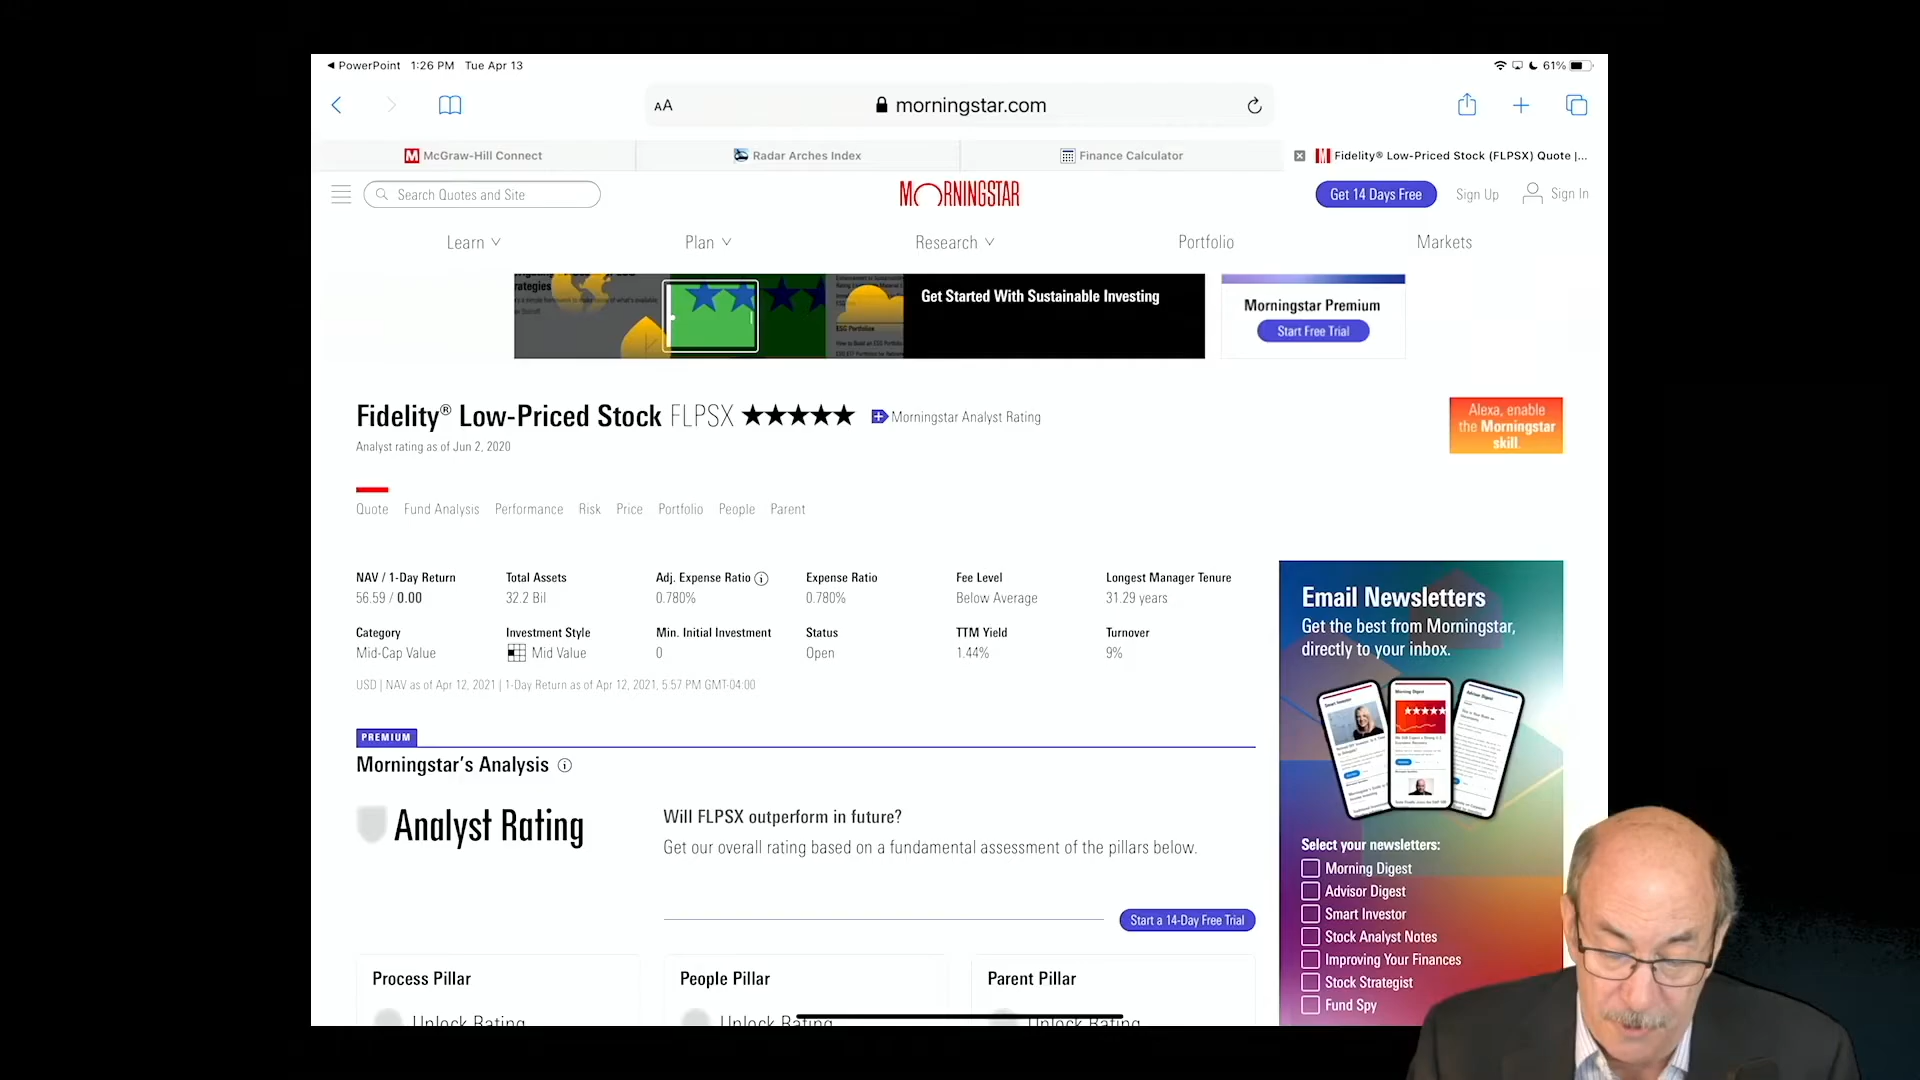 ◀ PowerPoint 1:26 PM Tue Apr 13
61%
AA
morningstar.com
McGraw-Hill Connect
Radar Arches Index
Finance Calculator
Fidelity® Low-Priced Stock (FLPSX) Quote |...
Search Quotes and Site
MORNINGSTAR
Get 14 Days Free
Sign Up
Sign In
Learn
Plan
Research
Portfolio
Markets
Get Started With Sustainable Investing
Morningstar Premium
Start Free Trial
Fidelity® Low-Priced Stock FLPSX ★★★★★
Morningstar Analyst Rating
Analyst rating as of Jun 2, 2020
Alexa, enable
the Morningstar
skill.
Quote Fund Analysis Performance Risk Price Portfolio People Parent
NAV / 1-Day Return
56.59 / 0.00
Total Assets
32.2 Bil
Adj. Expense Ratio
0.780%
Expense Ratio
0.780%
Fee Level
Below Average
Longest Manager Tenure
31.29 years
Category
Mid-Cap Value
Investment Style
Mid Value
Min. Initial Investment
0
Status
Open
TTM Yield
1.44%
Turnover
9%
USD | NAV as of Apr 12, 2021 | 1-Day Return as of Apr 12, 2021, 5:57 PM GMT-04:00
PREMIUM
Morningstar's Analysis
Analyst Rating
Will FLPSX outperform in future?
Get our overall rating based on a fundamental assessment of the pillars below.
Start a 14-Day Free Trial
Process Pillar
Unlock Rating
People Pillar
Unlock Rating
Parent Pillar
Unlock Rating
Email Newsletters
Get the best from Morningstar,
directly to your inbox.
Select your newsletters:
Morning Digest
Advisor Digest
Smart Investor
Stock Analyst Notes
Improving Your Finances
Stock Strategist
Fund Spy